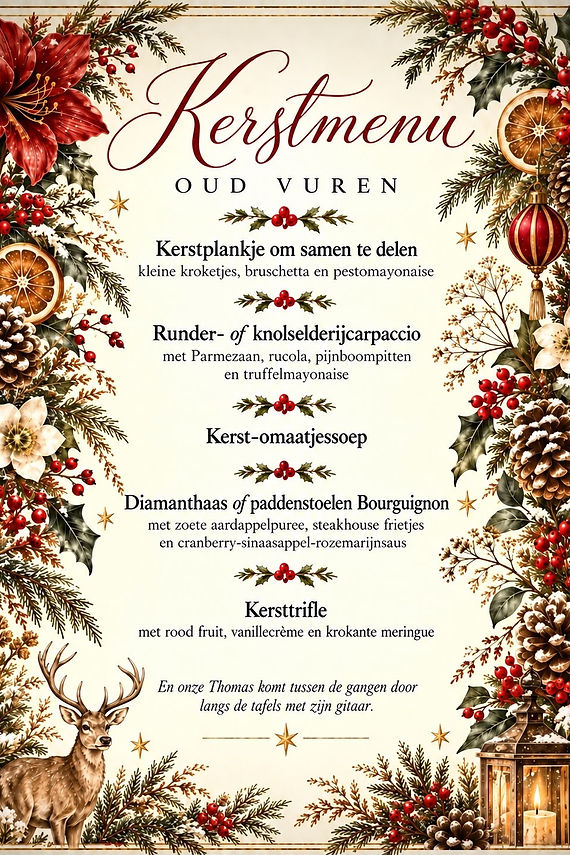 Kerstmenu
OUD VUREN
Kerstplankje om samen te delen
kleine kroketjes, bruschetta en pestomayonaise
Runder- of knolselderijcarpaccio
met Parmezaan, rucola, pijnboompitten
en truffelmayonaise
Kerst-omaatjessoep
Diamanthaas of paddenstoelen Bourguignon
met zoete aardappelpuree, steakhouse frietjes
en cranberry-sinaasappel-rozemarijnsaus
Kersttrifle
met rood fruit, vanillecrème en krokante meringue
En onze Thomas komt tussen de gangen door
langs de tafels met zijn gitaar.